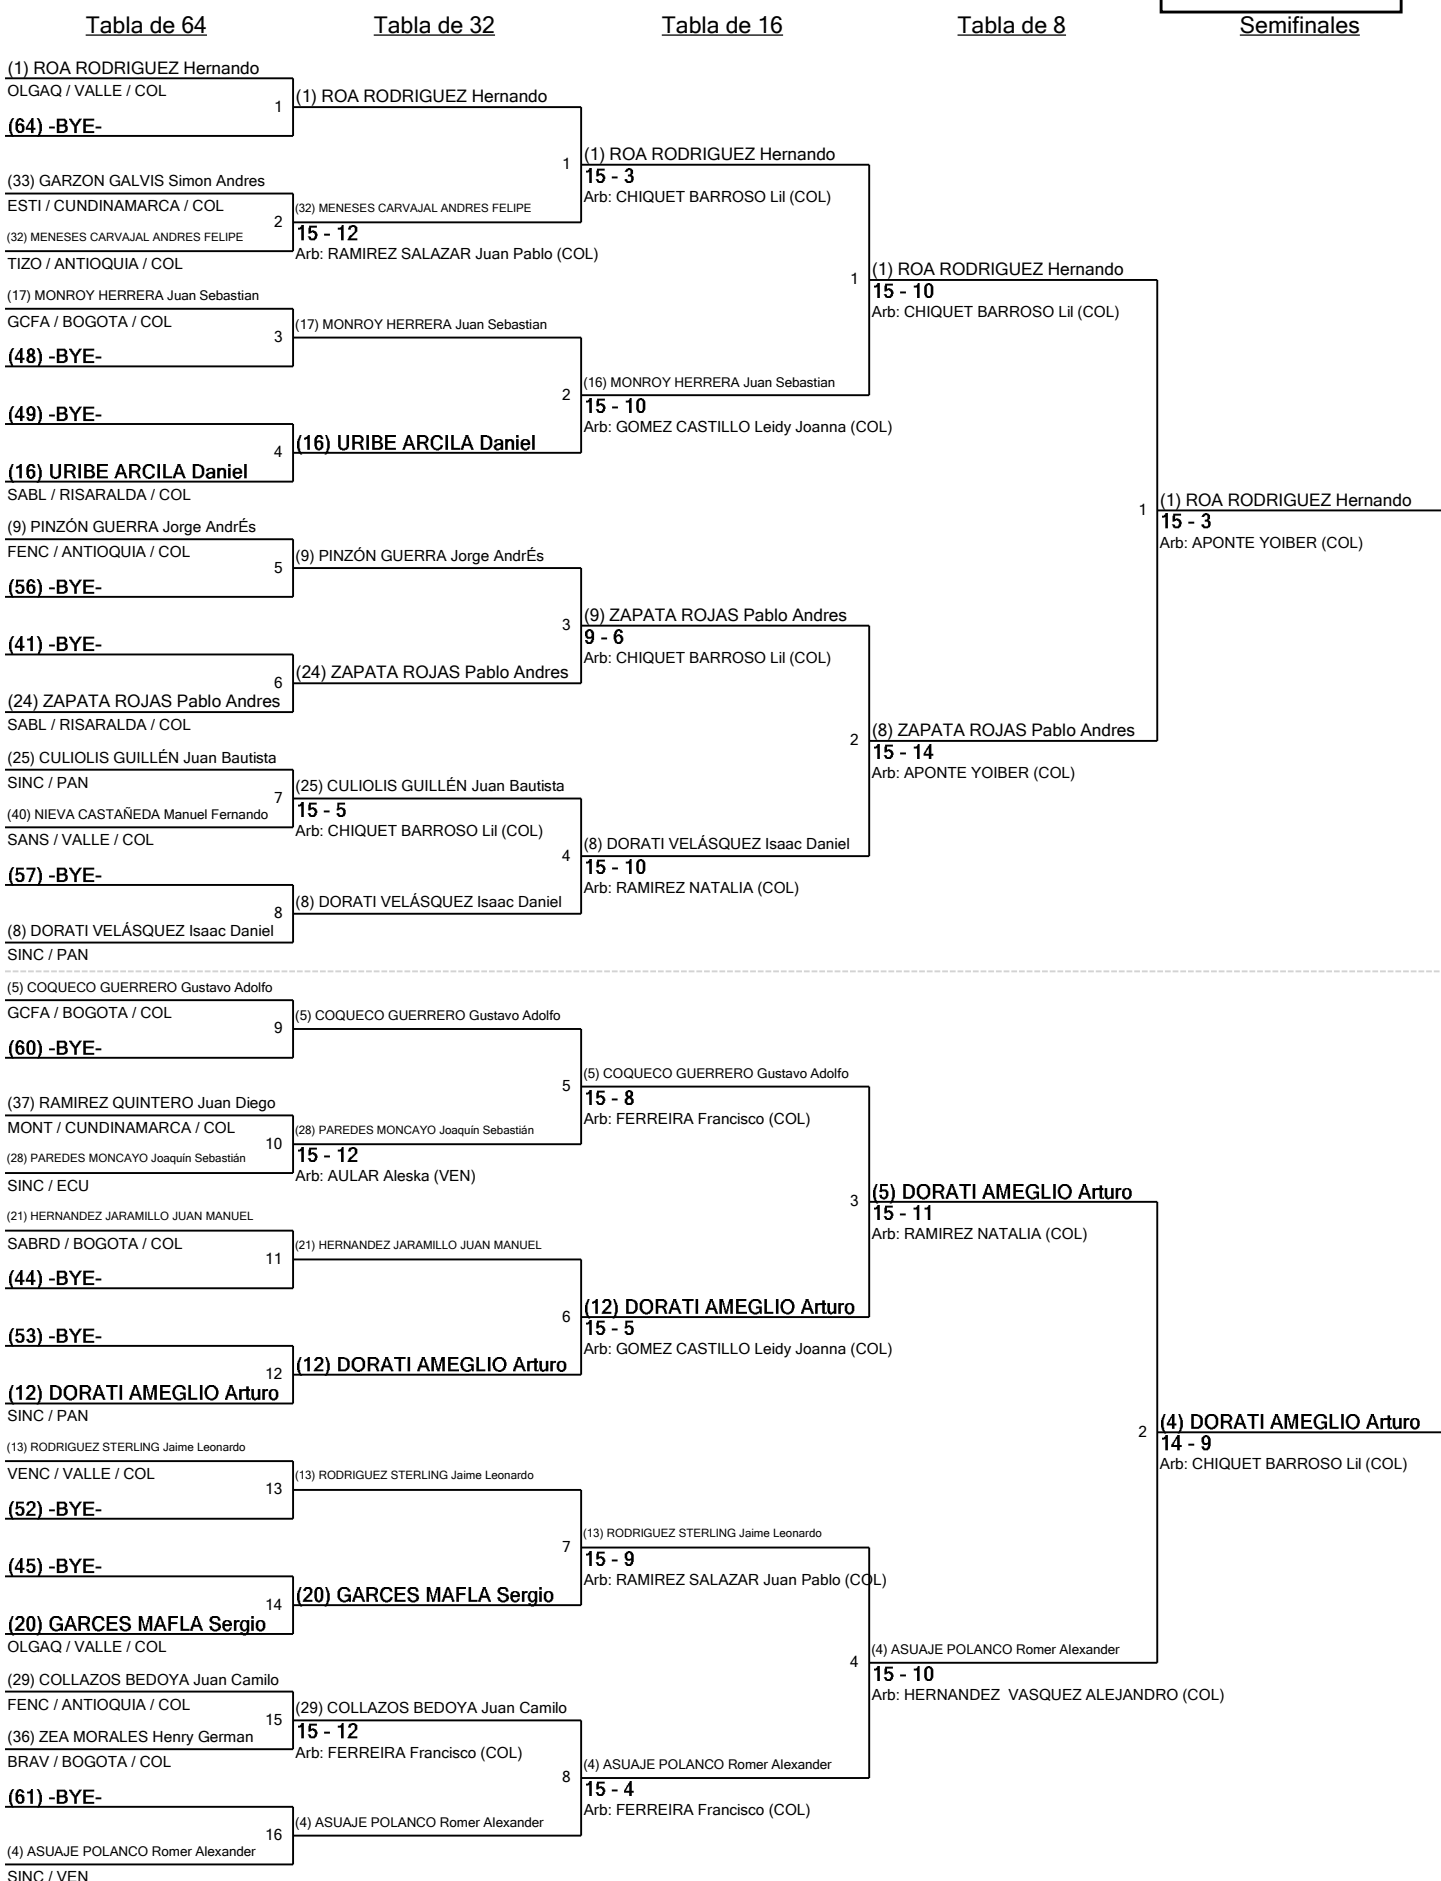 Tabla de 64
Tabla de 32
Tabla de 16
Tabla de 8
Semifinales
(1) ROA RODRIGUEZ Hernando
OLGAQ / VALLE / COL
1
(64) -BYE-
(33) GARZON GALVIS Simon Andres
ESTI / CUNDINAMARCA / COL
2
(32) MENESES CARVAJAL ANDRES FELIPE
TIZO / ANTIOQUIA / COL
(17) MONROY HERRERA Juan Sebastian
GCFA / BOGOTA / COL
3
(48) -BYE-
(49) -BYE-
4
(16) URIBE ARCILA Daniel
SABL / RISARALDA / COL
(9) PINZÓN GUERRA Jorge AndrÉs
FENC / ANTIOQUIA / COL
5
(56) -BYE-
(41) -BYE-
6
(24) ZAPATA ROJAS Pablo Andres
SABL / RISARALDA / COL
(25) CULIOLIS GUILLÉN Juan Bautista
SINC / PAN
7
(40) NIEVA CASTAÑEDA Manuel Fernando
SANS / VALLE / COL
(57) -BYE-
8
(8) DORATI VELÁSQUEZ Isaac Daniel
SINC / PAN
(5) COQUECO GUERRERO Gustavo Adolfo
GCFA / BOGOTA / COL
9
(60) -BYE-
(37) RAMIREZ QUINTERO Juan Diego
MONT / CUNDINAMARCA / COL
10
(28) PAREDES MONCAYO Joaquín Sebastián
SINC / ECU
(21) HERNANDEZ JARAMILLO JUAN MANUEL
SABRD / BOGOTA / COL
11
(44) -BYE-
(53) -BYE-
12
(12) DORATI AMEGLIO Arturo
SINC / PAN
(13) RODRIGUEZ STERLING Jaime Leonardo
VENC / VALLE / COL
13
(52) -BYE-
(45) -BYE-
14
(20) GARCES MAFLA Sergio
OLGAQ / VALLE / COL
(29) COLLAZOS BEDOYA Juan Camilo
FENC / ANTIOQUIA / COL
15
(36) ZEA MORALES Henry German
BRAV / BOGOTA / COL
(61) -BYE-
16
(4) ASUAJE POLANCO Romer Alexander
SINC / VEN
(1) ROA RODRIGUEZ Hernando
1
(32) MENESES CARVAJAL ANDRES FELIPE
15 - 12
Arb: RAMIREZ SALAZAR Juan Pablo (COL)
(17) MONROY HERRERA Juan Sebastian
2
(16) URIBE ARCILA Daniel
(9) PINZÓN GUERRA Jorge AndrÉs
3
(24) ZAPATA ROJAS Pablo Andres
(25) CULIOLIS GUILLÉN Juan Bautista
15 - 5
Arb: CHIQUET BARROSO Lil (COL)
4
(8) DORATI VELÁSQUEZ Isaac Daniel
(5) COQUECO GUERRERO Gustavo Adolfo
5
(28) PAREDES MONCAYO Joaquín Sebastián
15 - 12
Arb: AULAR Aleska (VEN)
(21) HERNANDEZ JARAMILLO JUAN MANUEL
6
(12) DORATI AMEGLIO Arturo
(13) RODRIGUEZ STERLING Jaime Leonardo
7
(20) GARCES MAFLA Sergio
(29) COLLAZOS BEDOYA Juan Camilo
15 - 12
Arb: FERREIRA Francisco (COL)
8
(4) ASUAJE POLANCO Romer Alexander
(1) ROA RODRIGUEZ Hernando
15 - 3
Arb: CHIQUET BARROSO Lil (COL)
1
(16) MONROY HERRERA Juan Sebastian
15 - 10
Arb: GOMEZ CASTILLO Leidy Joanna (COL)
(9) ZAPATA ROJAS Pablo Andres
9 - 6
Arb: CHIQUET BARROSO Lil (COL)
2
(8) DORATI VELÁSQUEZ Isaac Daniel
15 - 10
Arb: RAMIREZ NATALIA (COL)
(5) COQUECO GUERRERO Gustavo Adolfo
15 - 8
Arb: FERREIRA Francisco (COL)
3
(12) DORATI AMEGLIO Arturo
15 - 5
Arb: GOMEZ CASTILLO Leidy Joanna (COL)
(13) RODRIGUEZ STERLING Jaime Leonardo
15 - 9
Arb: RAMIREZ SALAZAR Juan Pablo (COL)
4
(4) ASUAJE POLANCO Romer Alexander
15 - 4
Arb: FERREIRA Francisco (COL)
(1) ROA RODRIGUEZ Hernando
15 - 10
Arb: CHIQUET BARROSO Lil (COL)
1
(8) ZAPATA ROJAS Pablo Andres
15 - 14
Arb: APONTE YOIBER (COL)
(5) DORATI AMEGLIO Arturo
15 - 11
Arb: RAMIREZ NATALIA (COL)
2
(4) ASUAJE POLANCO Romer Alexander
15 - 10
Arb: HERNANDEZ VASQUEZ ALEJANDRO (COL)
(1) ROA RODRIGUEZ Hernando
15 - 3
Arb: APONTE YOIBER (COL)
(4) DORATI AMEGLIO Arturo
14 - 9
Arb: CHIQUET BARROSO Lil (COL)